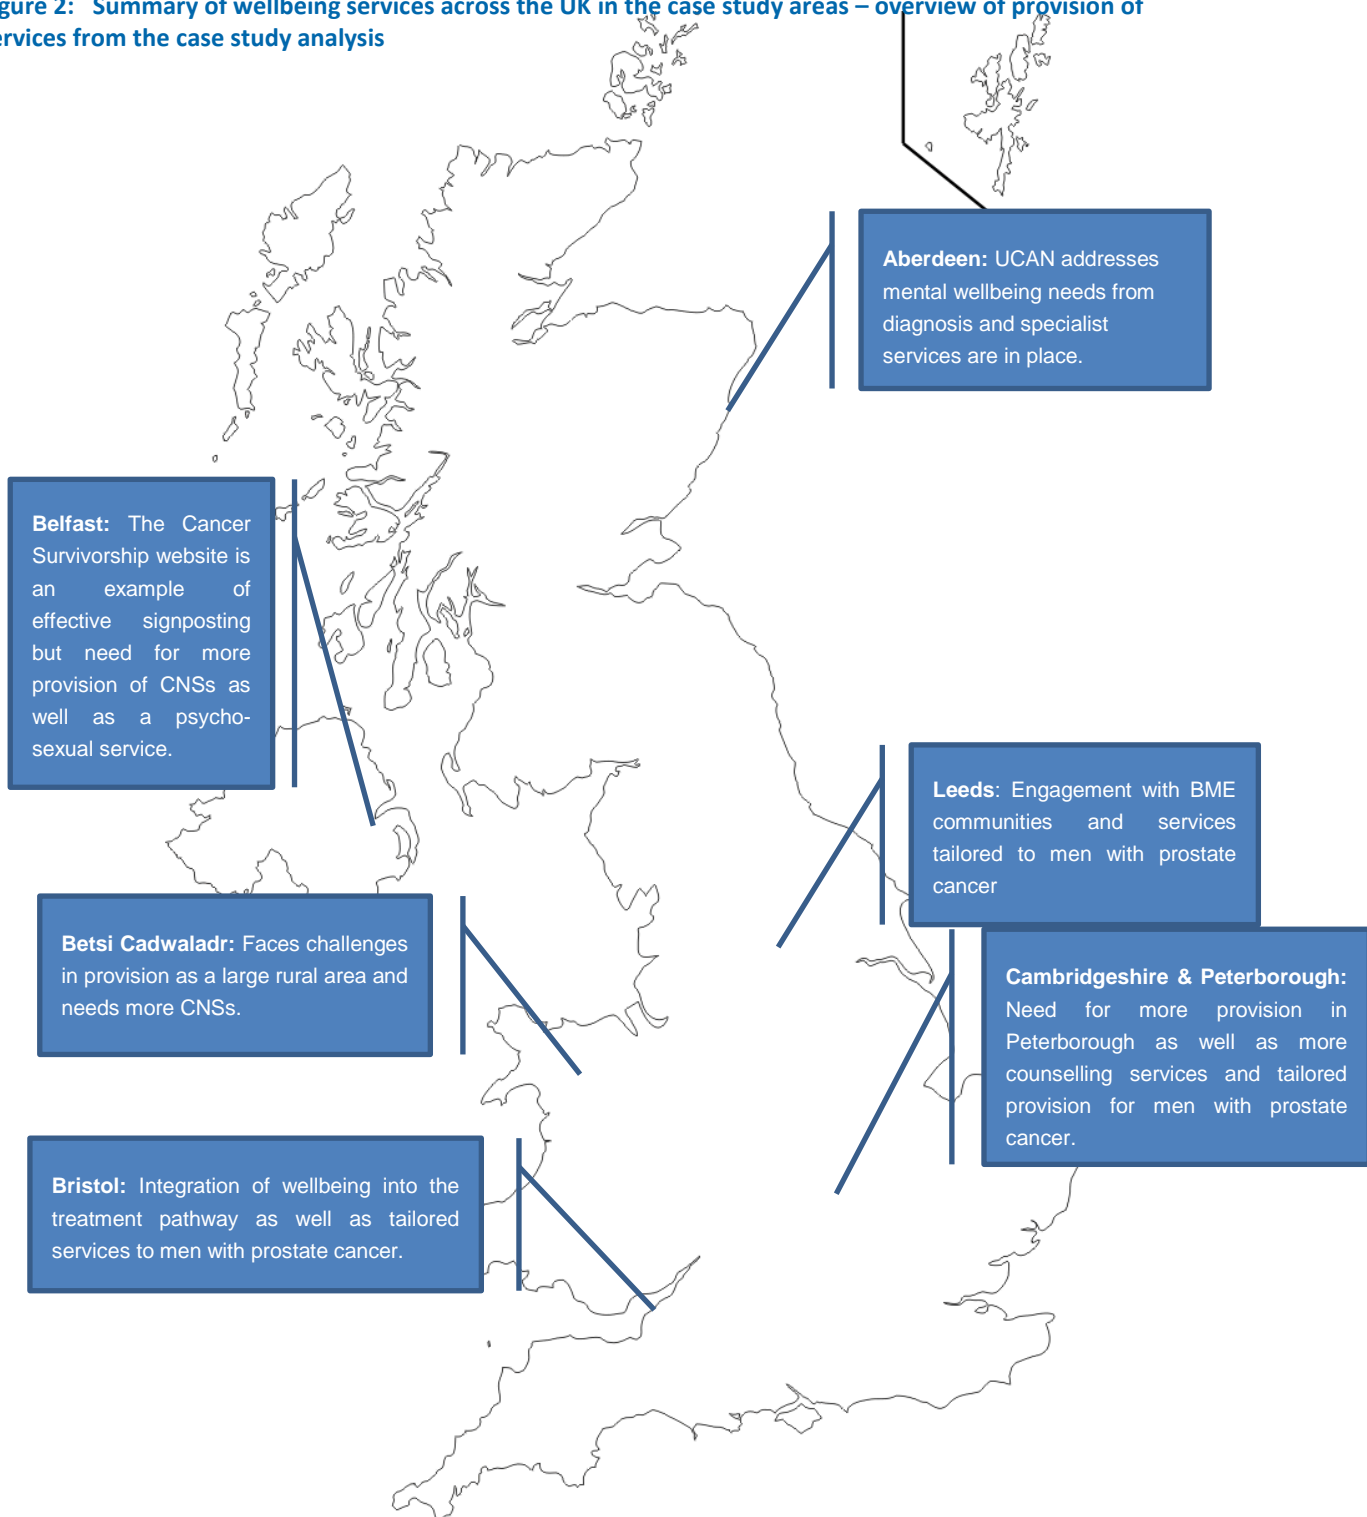 gure 2: Summary of wellbeing services across the UK in the case study areas – overview of provision of
ervices from the case study analysis
Aberdeen: UCAN addresses
mental wellbeing needs from
diagnosis and specialist
services are in place.
Belfast: The Cancer
Survivorship website is
an example of
effective signposting
but need for more
provision of CNSs as
well as a psycho-
sexual service.
Leeds: Engagement with BME
communities and services
tailored to men with prostate
cancer
Betsi Cadwaladr: Faces challenges
in provision as a large rural area and
needs more CNSs.
Cambridgeshire & Peterborough:
Need for more provision in
Peterborough as well as more
counselling services and tailored
provision for men with prostate
cancer.
Bristol: Integration of wellbeing into the
treatment pathway as well as tailored
services to men with prostate cancer.